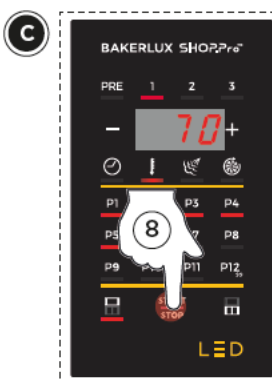 C
BAKERLUX SHOP.Pro™
PRE 1 2 3
- 70 +
P1 P3 P4
P5 8 P8
P9 P11 P12
START
STOP
LED